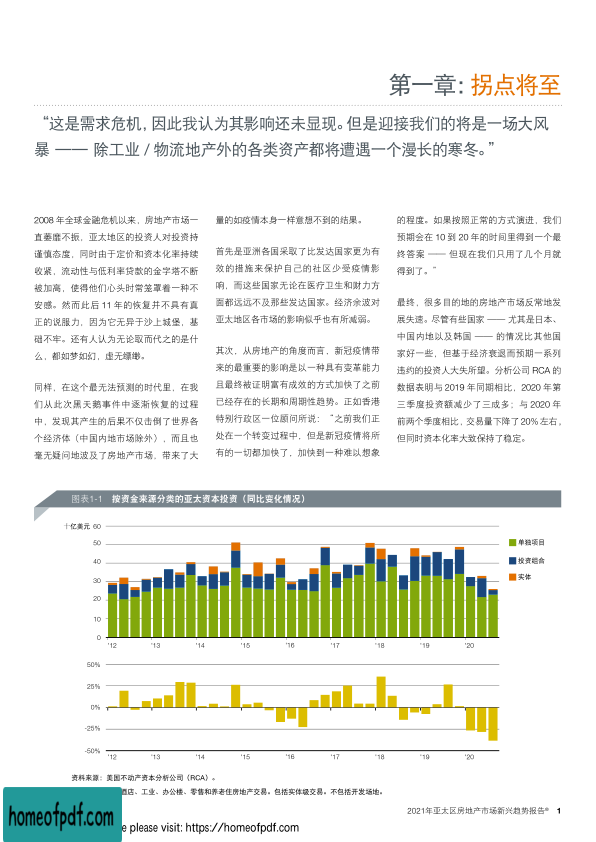 第一章：拐点将至
“这是需求危机，因此我认为其影响还未显现。但是迎接我们的将是一场大风
暴 —— 除工业 / 物流地产外的各类资产都将遭遇一个漫长的寒冬。”
2008 年全球金融危机以来，房地产市场一
直萎靡不振，亚太地区的投资人对投资持
谨慎态度，同时由于定价和资本化率持续
收紧，流动性与低利率贷款的金字塔不断
被加高，使得他们心头时常笼罩着一种不
安感。然而此后 11 年的恢复并不具有真
正的说服力，因为它无异于沙上城堡，基
础不牢。还有人认为无论取而代之的是什
么，都如梦如幻，虚无缥缈。
同样，在这个最无法预测的时代里，在我
们从此次黑天鹅事件中逐渐恢复的过程
中，发现其产生的后果不仅击倒了世界各
个经济体（中国内地市场除外），而且也
毫无疑问地波及了房地产市场，带来了大
量的如疫情本身一样意想不到的结果。
首先是亚洲各国采取了比发达国家更为有
效的措施来保护自己的社区少受疫情影
响，而这些国家无论在医疗卫生和财力方
面都远远不及那些发达国家。经济余波对
亚太地区各市场的影响似乎也有所减弱。
其次，从房地产的角度而言，新冠疫情带
来的最重要的影响是以一种具有变革能力
且最终被证明富有成效的方式加快了之前
已经存在的长期和周期性趋势。正如香港
特别行政区一位顾问所说：“之前我们正
处在一个转变过程中，但是新冠疫情将所
有的一切都加快了，加快到一种难以想象
的程度。如果按照正常的方式演进，我们
预期会在 10 到 20 年的时间里得到一个最
终答案 —— 但现在我们只用了几个月就
得到了。”
最终，很多目的地的房地产市场反常地发
展失速。尽管有些国家 —— 尤其是日本、
中国内地以及韩国 —— 的情况比其他国
家好一些，但基于经济衰退而预期一系列
违约的投资人大失所望。分析公司 RCA 的
数据表明与 2019 年同期相比，2020 年第
三季度投资额减少了三成多；与 2020 年
前两个季度相比，交易量下降了20% 左右，
但同时资本化率大致保持了稳定。
图表1-1 按资金来源分类的亚太资本投资（同比变化情况）
十亿美元 60
50
40
30
20
10
0
'12 '13 '14 '15 '16 '17 '18 '19 '20
单独项目
投资组合
实体
50%
25%
0%
-25%
-50%
'12 '13 '14 '15 '16 '17 '18 '19 '20
资料来源：美国不动产资本分析公司（RCA）。
酒店、工业、办公楼、零售和养老住房地产交易。包括实体级交易。不包括开发场地。
2021年亚太区房地产市场新兴趋势报告® 1
homeofpdf.com
e please visit: https://homeofpdf.com